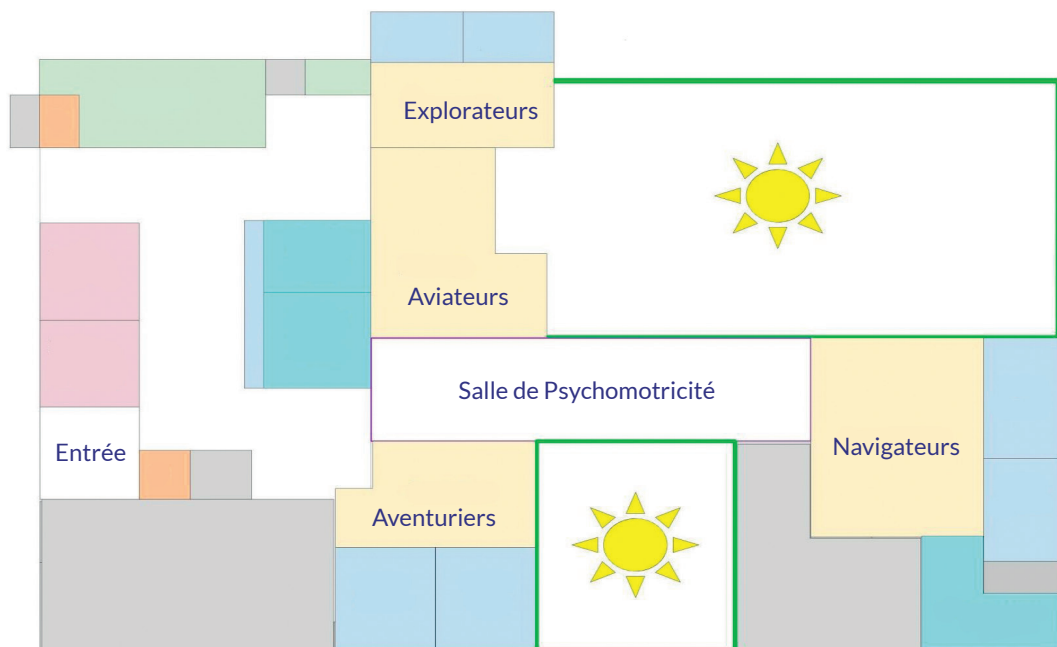 Explorateurs
Aviateurs
Salle de Psychomotricité
Entrée
Navigateurs
Aventuriers